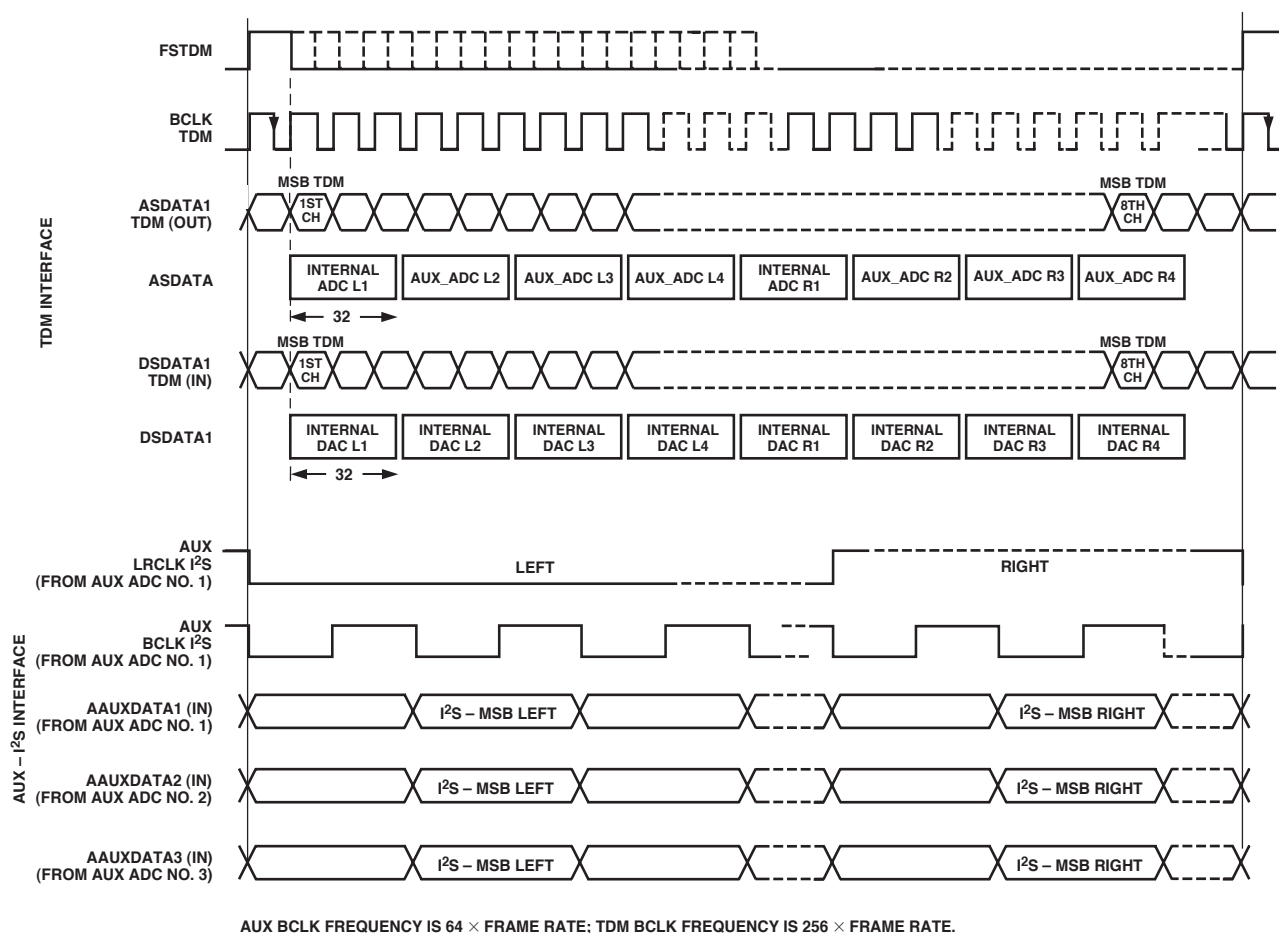 TDM INTERFACE
FSTDM
BCLK
TDM
MSB TDM
MSB TDM
ASDATA1
TDM (OUT)
1ST
CH
8TH
CH
ASDATA
INTERNAL
ADC L1
AUX_ADC L2
AUX_ADC L3
AUX_ADC L4
INTERNAL
ADC R1
AUX_ADC R2
AUX_ADC R3
AUX_ADC R4
32
MSB TDM
MSB TDM
DSDATA1
TDM (IN)
1ST
CH
8TH
CH
DSDATA1
INTERNAL
DAC L1
INTERNAL
DAC L2
INTERNAL
DAC L3
INTERNAL
DAC L4
INTERNAL
DAC R1
INTERNAL
DAC R2
INTERNAL
DAC R3
INTERNAL
DAC R4
32
AUX – I²S INTERFACE
AUX
LRCLK I²S
(FROM AUX ADC NO. 1)
LEFT
RIGHT
AUX
BCLK I²S
(FROM AUX ADC NO. 1)
AAUXDATA1 (IN)
(FROM AUX ADC NO. 1)
I²S – MSB LEFT
I²S – MSB RIGHT
AAUXDATA2 (IN)
(FROM AUX ADC NO. 2)
I²S – MSB LEFT
I²S – MSB RIGHT
AAUXDATA3 (IN)
(FROM AUX ADC NO. 3)
I²S – MSB LEFT
I²S – MSB RIGHT
AUX BCLK FREQUENCY IS 64 × FRAME RATE; TDM BCLK FREQUENCY IS 256 × FRAME RATE.